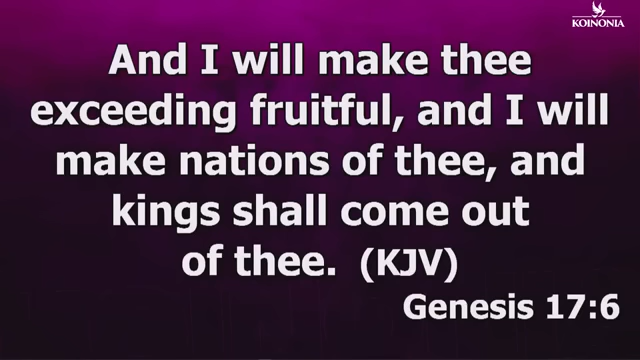 KOINONIA
And I will make thee
exceeding fruitful, and I will
make nations of thee, and
kings shall come out
of thee. (KJV)
Genesis 17:6